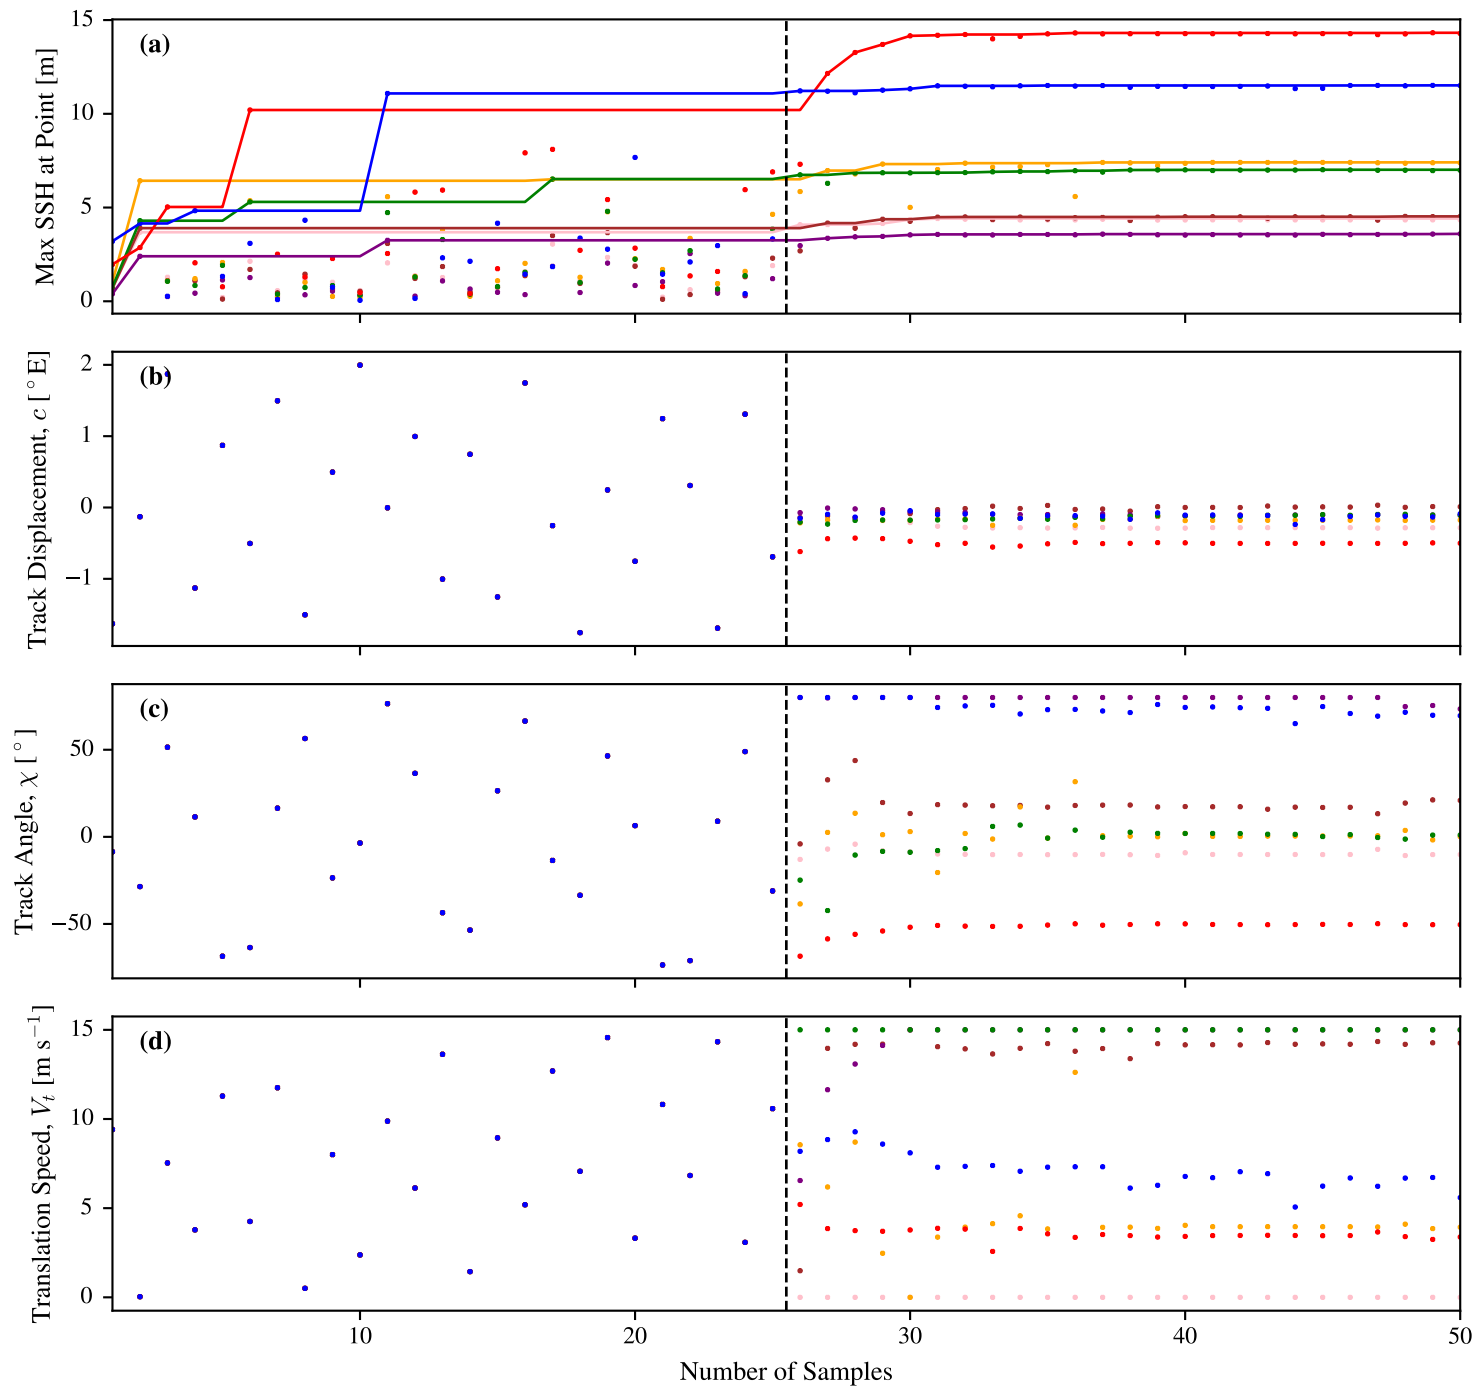 (a)
Max SSH at Point [m]
15
10
5
0
(b)
Track Displacement, c [°E]
2
1
0
−1
(c)
Track Angle, χ [°]
50
0
−50
(d)
Translation Speed, Vₜ [m s⁻¹]
15
10
5
0
10 20 30 40 50
Number of Samples